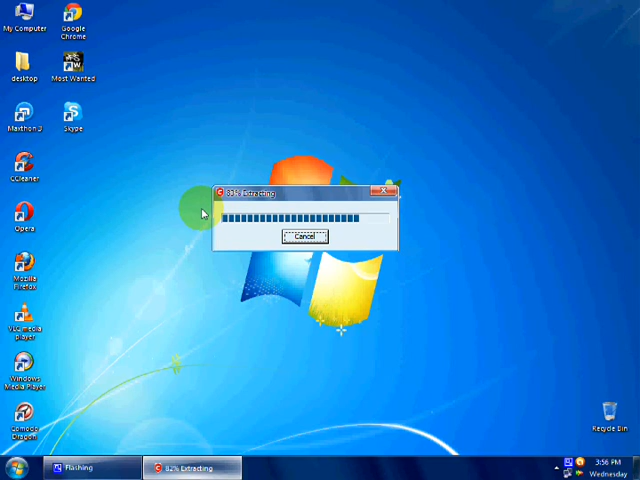 My Computer
Google
Chrome
desktop
Most Wanted
Maxthon 3
Skype
CCleaner
Opera
Mozilla
Firefox
VLC media
player
Windows
Media Player
Comodo
Dragon
83% Extracting
Cancel
Recycle Bin
Flashing
82% Extracting
3:56 PM
Wednesday